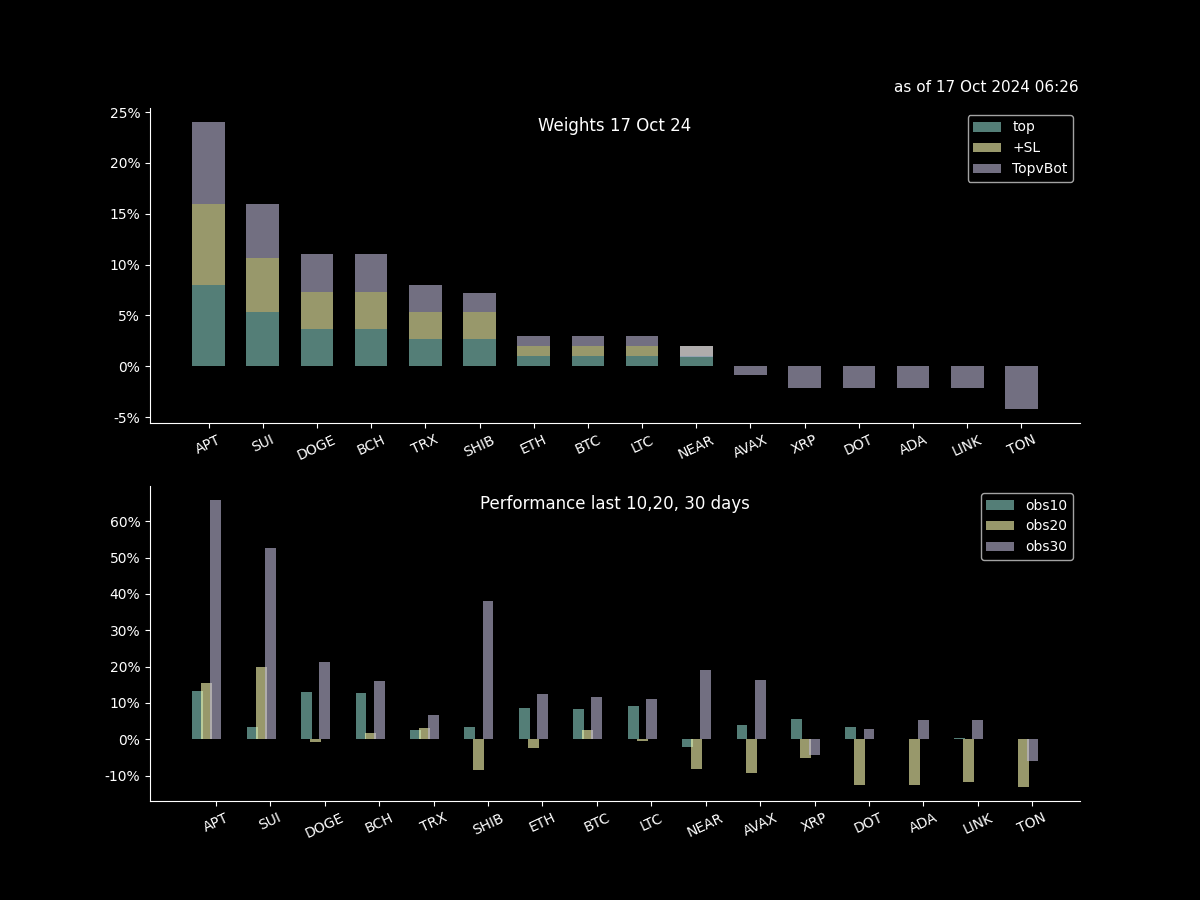 as of 17 Oct 2024 06:26
Weights 17 Oct 24
top
+SL
TopvBot
25%
20%
15%
10%
5%
0%
-5%
APT SUI DOGE BCH TRX SHIB ETH BTC LTC NEAR AVAX XRP DOT ADA LINK TON
Performance last 10,20, 30 days
obs10
obs20
obs30
60%
50%
40%
30%
20%
10%
0%
-10%
APT SUI DOGE BCH TRX SHIB ETH BTC LTC NEAR AVAX XRP DOT ADA LINK TON